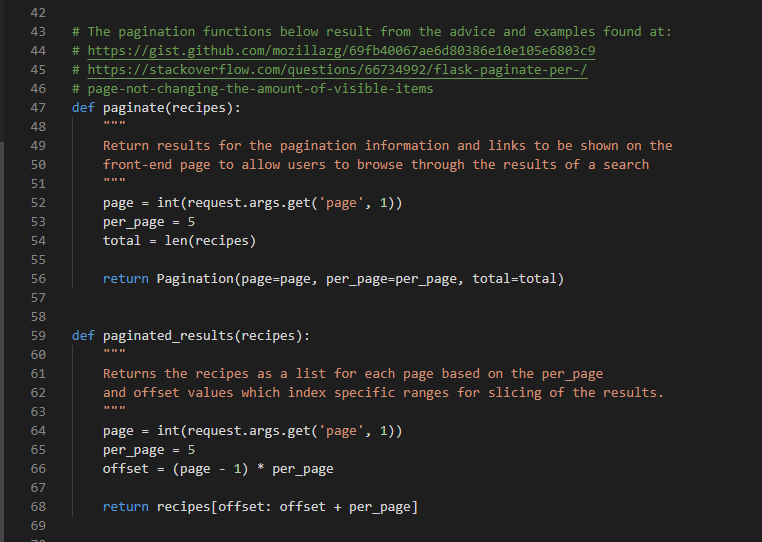 42
43 # The pagination functions below result from the advice and examples found at:
44 # https://gist.github.com/mozillazg/69fb40067ae6d80386e10e105e6803c9
45 # https://stackoverflow.com/questions/66734992/flask-paginate-per-/
46 # page-not-changing-the-amount-of-visible-items
47 def paginate(recipes):
48     """
49     Return results for the pagination information and links to be shown on the
50     front-end page to allow users to browse through the results of a search
51     """
52     page = int(request.args.get('page', 1))
53     per_page = 5
54     total = len(recipes)
55
56     return Pagination(page=page, per_page=per_page, total=total)
57
58
59 def paginated_results(recipes):
60     """
61     Returns the recipes as a list for each page based on the per_page
62     and offset values which index specific ranges for slicing of the results.
63     """
64     page = int(request.args.get('page', 1))
65     per_page = 5
66     offset = (page - 1) * per_page
67
68     return recipes[offset: offset + per_page]
69